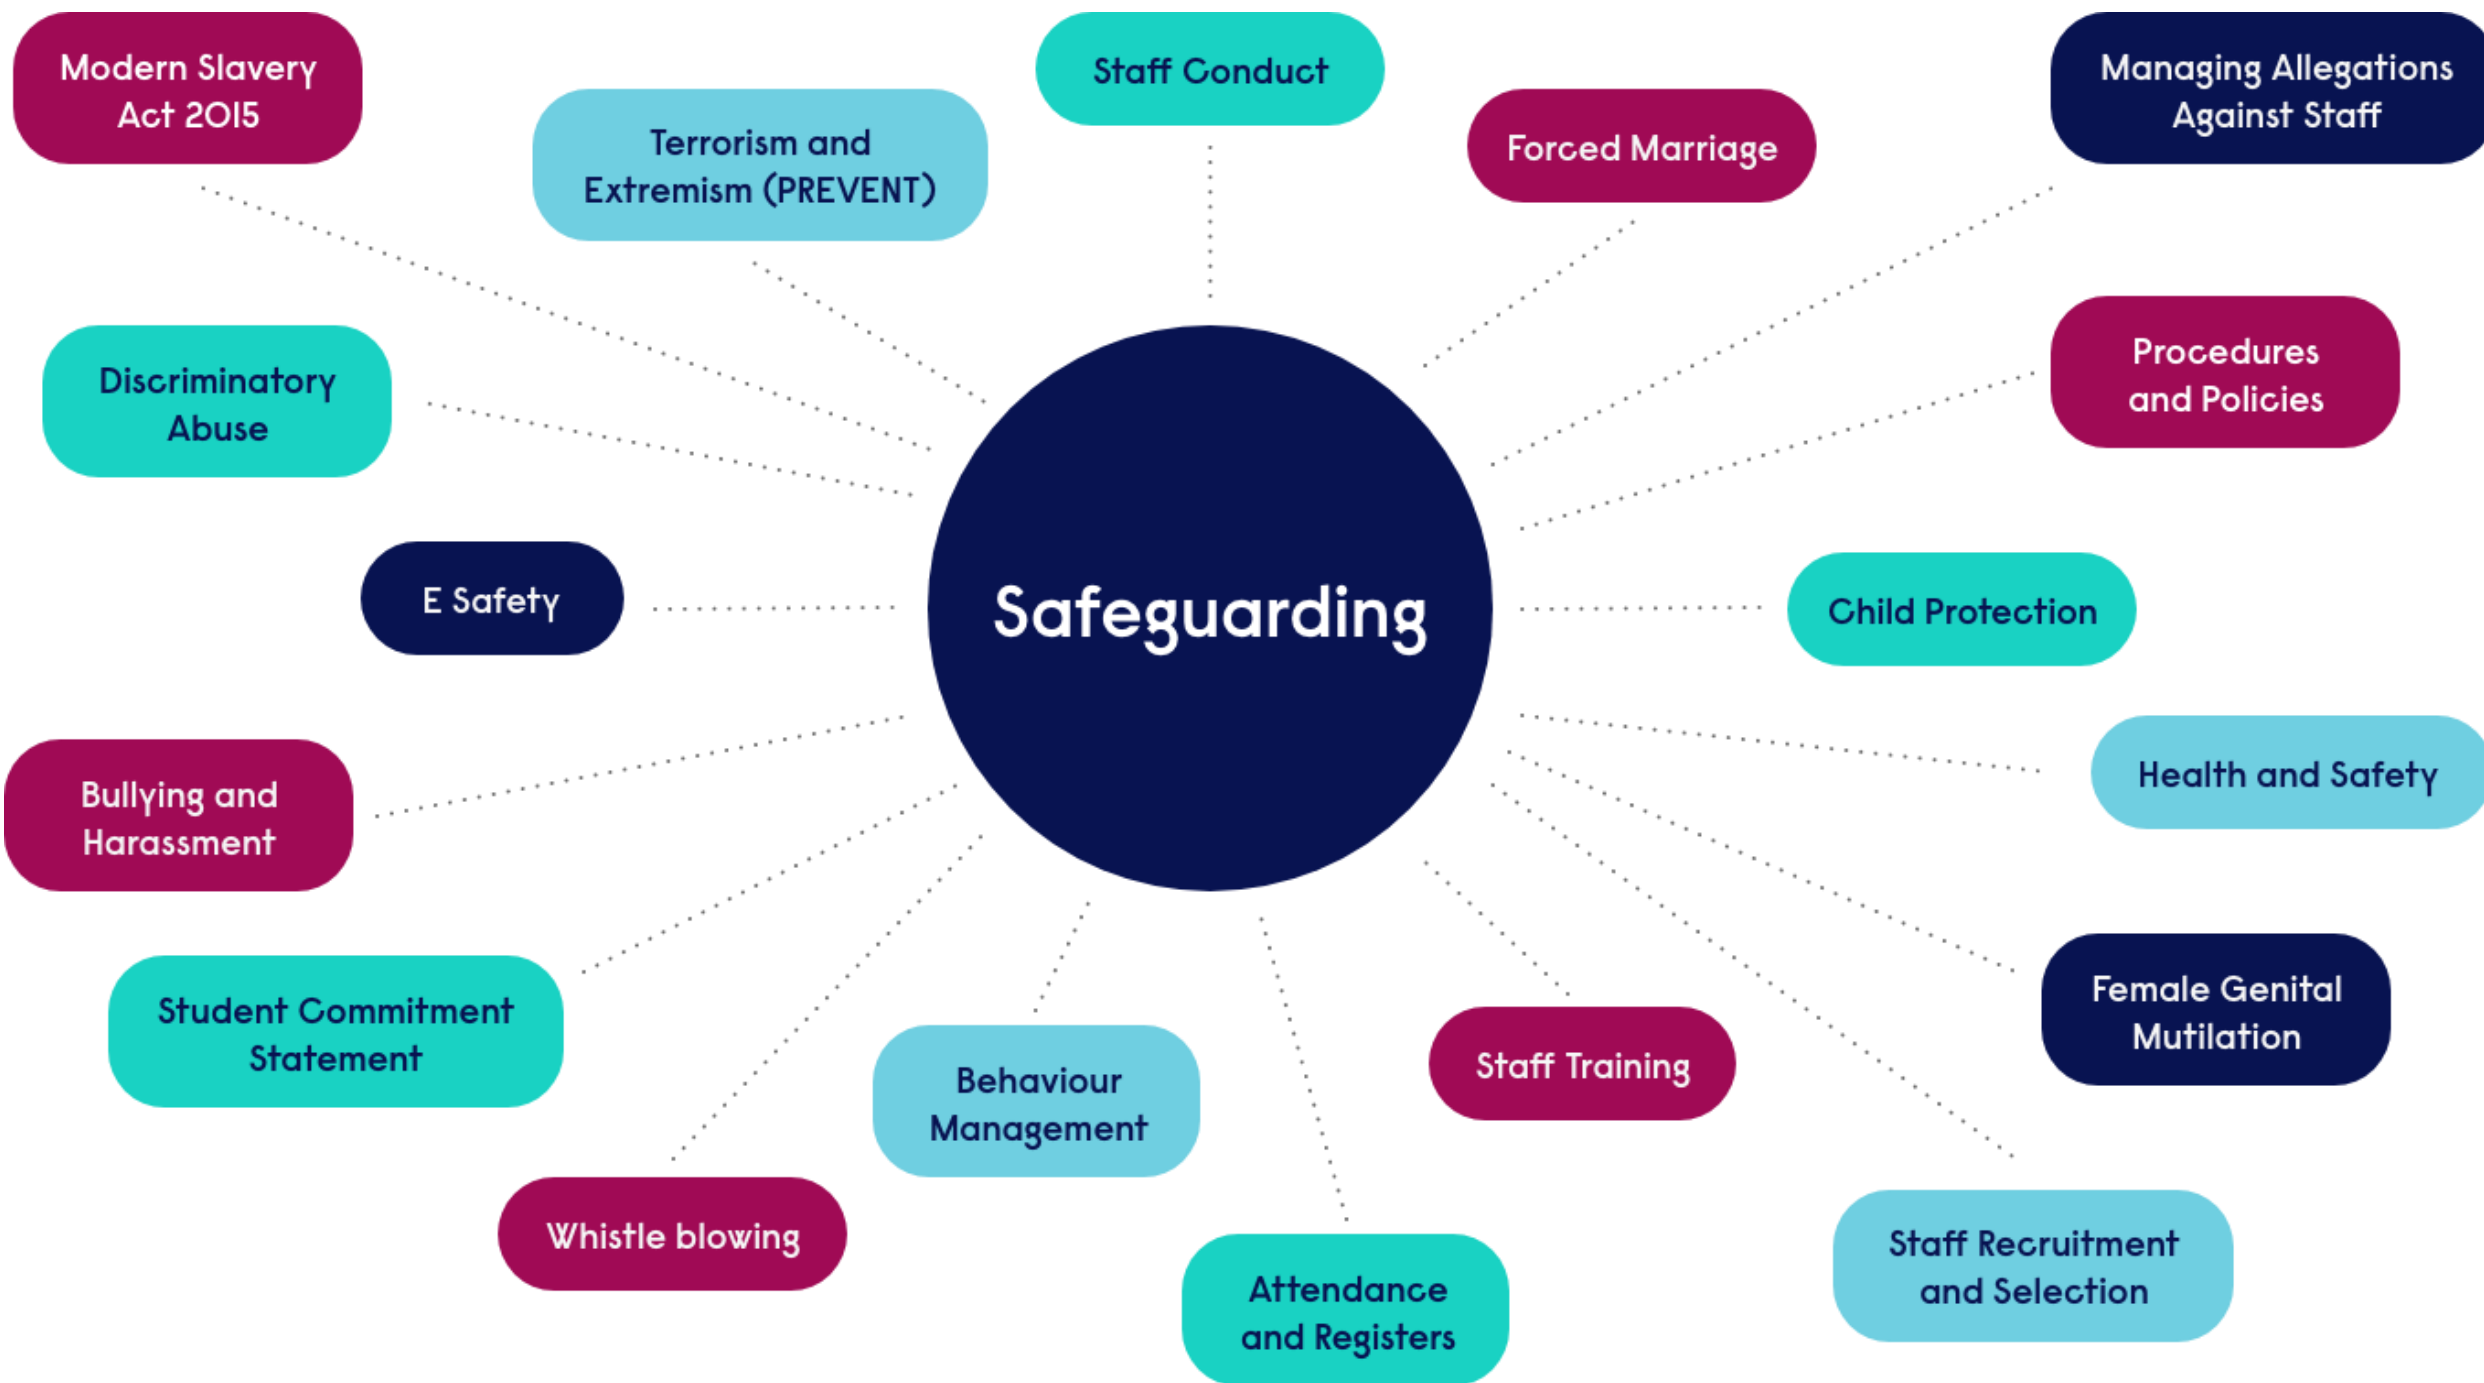 Modern Slavery
Act 2015
Terrorism and
Extremism (PREVENT)
Staff Conduct
Forced Marriage
Managing Allegations
Against Staff
Discriminatory
Abuse
Procedures
and Policies
E Safety
Safeguarding
Child Protection
Bullying and
Harassment
Health and Safety
Student Commitment
Statement
Behaviour
Management
Staff Training
Female Genital
Mutilation
Whistle blowing
Attendance
and Registers
Staff Recruitment
and Selection